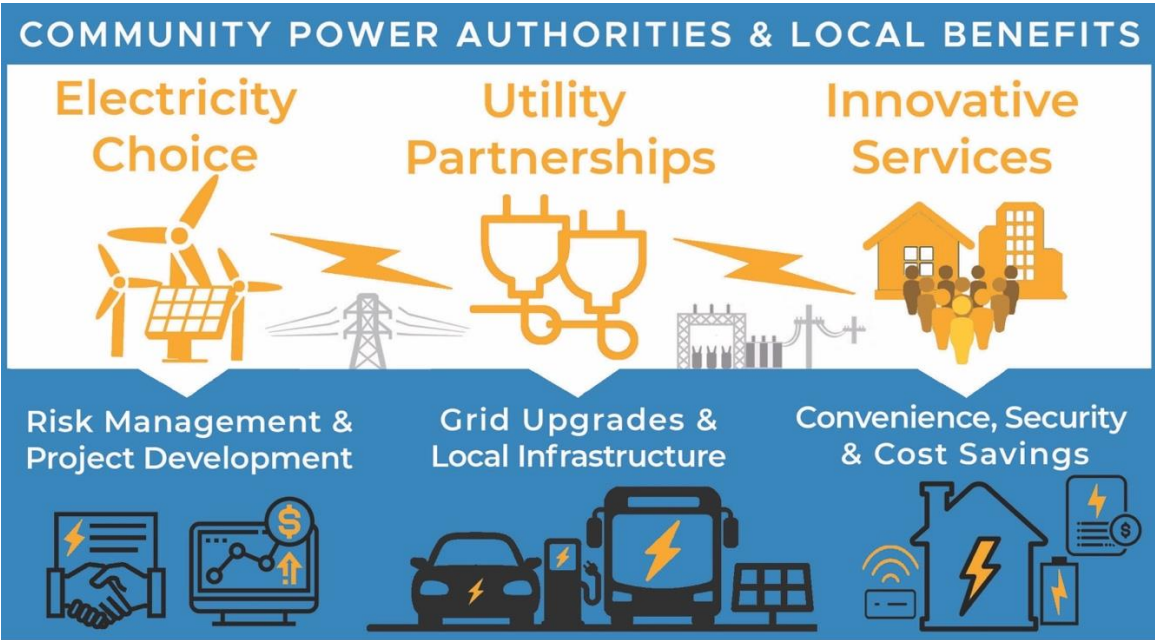 COMMUNITY POWER AUTHORITIES & LOCAL BENEFITS
Electricity
Choice
Utility
Partnerships
Innovative
Services
Risk Management &
Project Development
Grid Upgrades &
Local Infrastructure
Convenience, Security
& Cost Savings
$
$